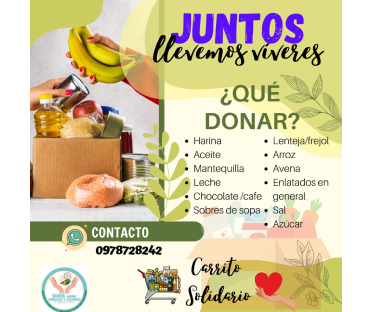 JUNTOS
llevemos víveres
¿QUÉ
DONAR?
• Harina
• Aceite
• Mantequilla
• Leche
• Chocolate /cafe
• Sobres de sopa
• Lenteja/frejol
• Arroz
• Avena
• Enlatados en
general
• Sal
• Azúcar
CONTACTO
0978728242
Carrito
Solidario